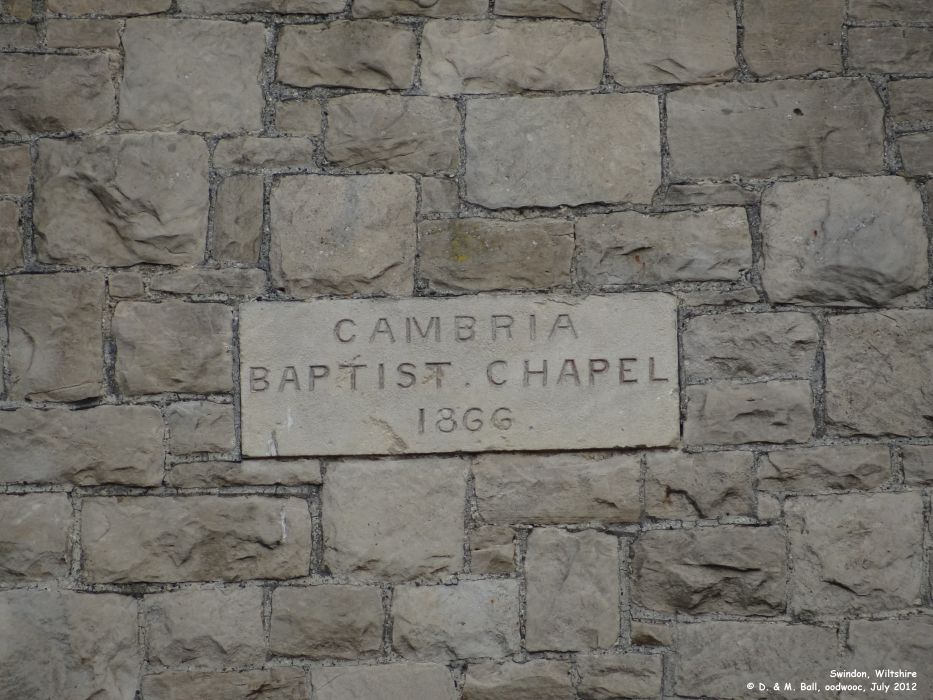 CAMBRIA
BAPTIST. CHAPEL
1866.
Swindon, Wiltshire
© D. & M. Ball, oodwooc, July 2012